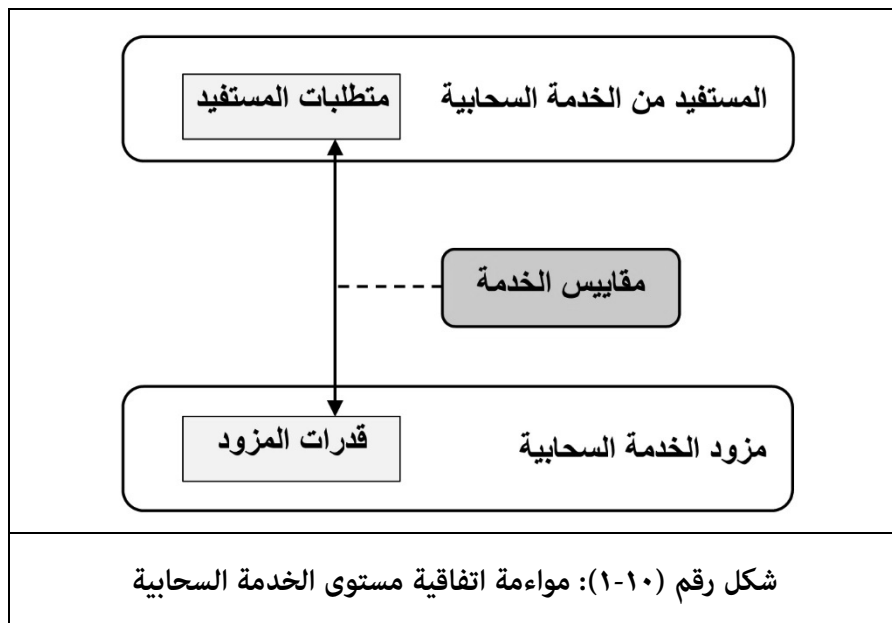 المستفيد من الخدمة السحابية
متطلبات المستفيد
مقاييس الخدمة
مزود الخدمة السحابية
قدرات المزود
شكل رقم (١٠-١): مواءمة اتفاقية مستوى الخدمة السحابية